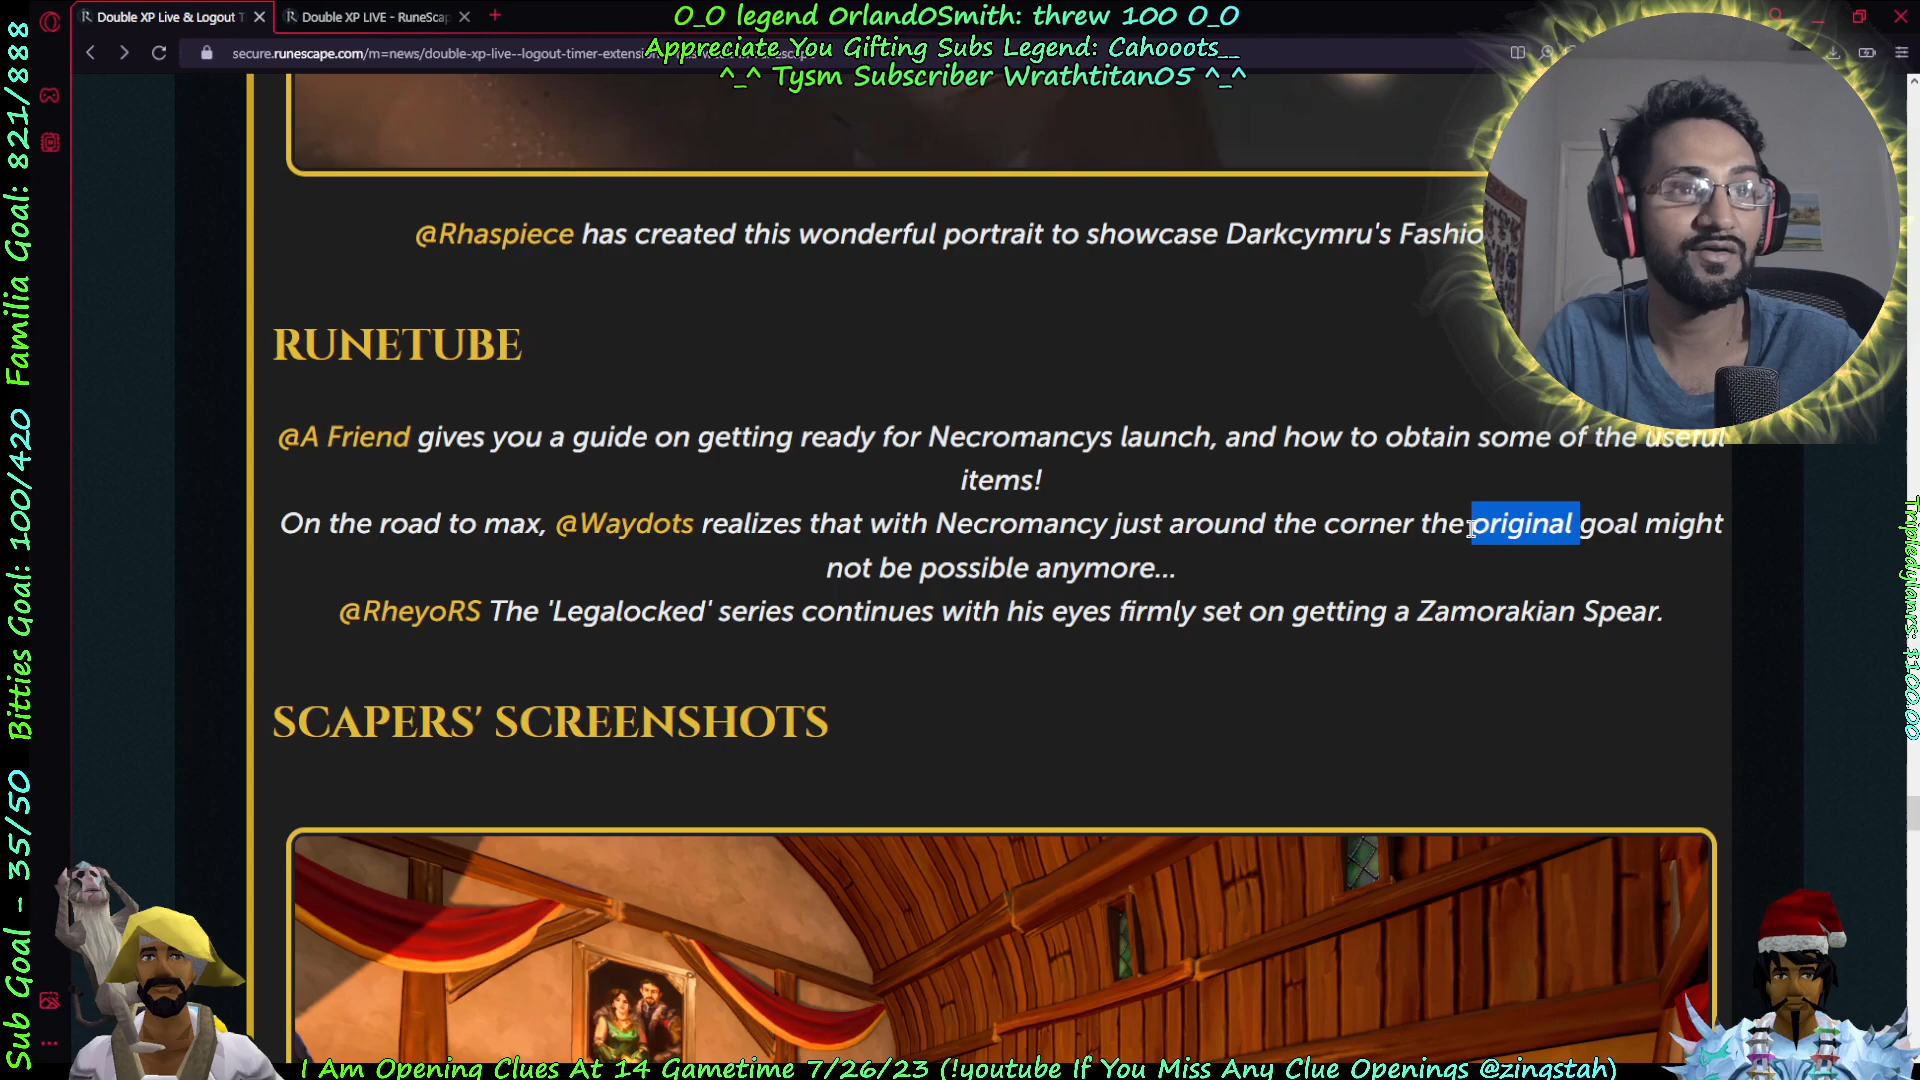 Double XP Live & Logout T
Double XP LIVE - RuneScap
O_O legend OrlandOSmith: threw 100 O_O
Appreciate You Gifting Subs Legend: Cahooots__
^_^ Tysm Subscriber Wrathtitan05 ^_^
secure.runescape.com/m=news/double-xp-live--logout-timer-extensi
@Rhaspiece has created this wonderful portrait to showcase Darkcymru's Fashio
RUNETUBE
@A Friend gives you a guide on getting ready for Necromancys launch, and how to obtain some of the useful
items!
On the road to max, @Waydots realizes that with Necromancy just around the corner the original goal might
not be possible anymore...
@RheyoRS The 'Legalocked' series continues with his eyes firmly set on getting a Zamorakian Spear.
SCAPERS' SCREENSHOTS
Sub Goal - 35/50 Bitties Goal: 100/420 Familia Goal: 821/888
Tripledylanrs: $100.00
I Am Opening Clues At 14 Gametime 7/26/23 (!youtube If You Miss Any Clue Openings @zingstah)